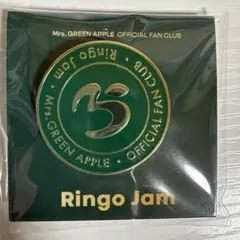 Mrs. GREEN APPLE OFFICIAL FAN CLUB
Ringo Jam • OFFICIAL FAN CLUB • Mrs. GREEN APPLE •
Ringo Jam